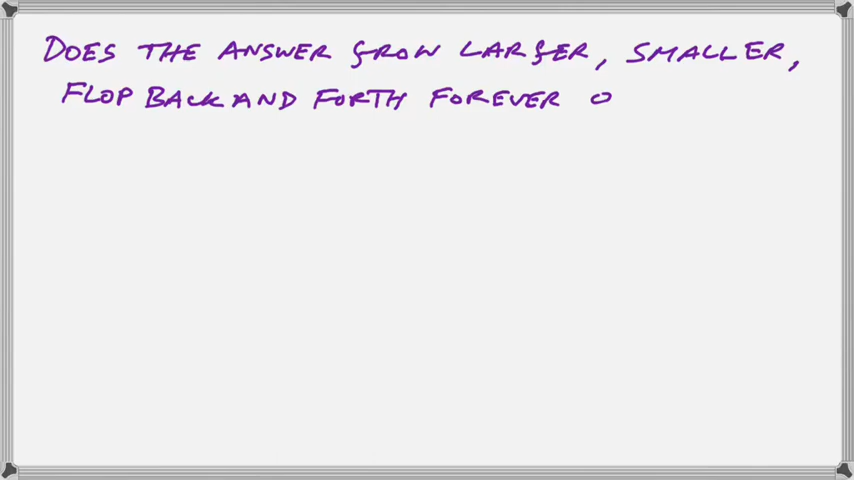 DOES THE ANSWER GROW LARGER, SMALLER,
FLOP BACK AND FORTH FOREVER O